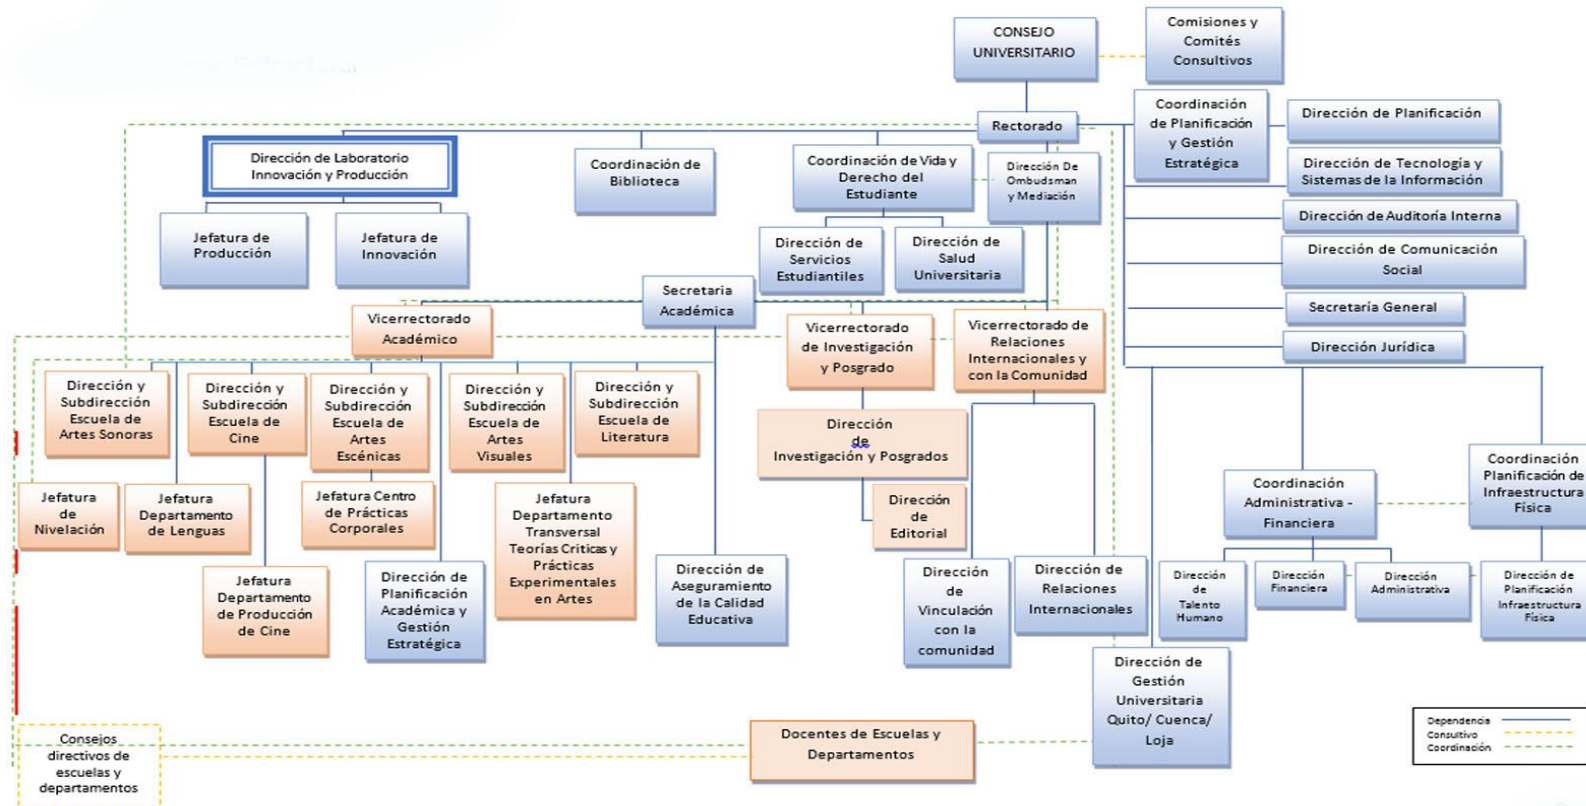 CONSEJO
UNIVERSITARIO
Comisiones y
Comités
Consultivos
Rectorado
Coordinación
de Planificación
y Gestión
Estratégica
Dirección de Planificación
Dirección de Tecnología y
Sistemas de la Información
Dirección de Auditoría Interna
Dirección de Comunicación
Social
Secretaría General
Dirección Jurídica
Dirección de Laboratorio
Innovación y Producción
Coordinación de
Biblioteca
Coordinación de Vida y
Derecho del
Estudiante
Dirección De
Ombudsman
y Mediación
Jefatura de
Producción
Jefatura de
Innovación
Dirección de
Servicios
Estudiantiles
Dirección de
Salud
Universitaria
Secretaria
Académica
Vicerrectorado
Académico
Vicerrectorado
de Investigación
y Posgrado
Vicerrectorado de
Relaciones
Internacionales y
con la Comunidad
Dirección y
Subdirección
Escuela de
Artes Sonoras
Dirección y
Subdirección
Escuela de
Cine
Dirección y
Subdirección
Escuela de
Artes
Escénicas
Dirección y
Subdirección
Escuela de
Artes
Visuales
Dirección y
Subdirección
Escuela de
Literatura
Dirección
de
Investigación y Posgrados
Dirección
de
Editorial
Jefatura
de
Nivelación
Jefatura
Departamento
de Lenguas
Jefatura Centro
de Prácticas
Corporales
Jefatura
Departamento
Transversal
Teorías Criticas y
Prácticas
Experimentales
en Artes
Jefatura
Departamento
de Producción
de Cine
Dirección de
Planificación
Académica y
Gestión
Estratégica
Dirección de
Aseguramiento
de la Calidad
Educativa
Dirección
de
Vinculación
con la
comunidad
Dirección de
Relaciones
Internacionales
Coordinación
Administrativa -
Financiera
Coordinación
Planificación de
Infraestructura
Física
Dirección
de
Talento
Humano
Dirección
Financiera
Dirección
Administrativa
Dirección de
Planificación
Infraestructura
Física
Dirección de
Gestión
Universitaria
Quito/ Cuenca/
Loja
Consejos
directivos de
escuelas y
departamentos
Docentes de Escuelas y
Departamentos
Dependencia
Consultivo
Coordinación